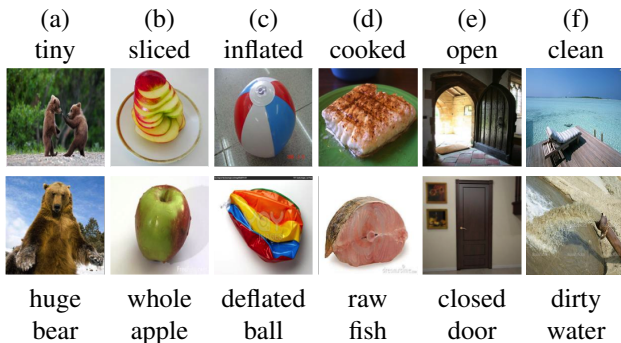 (a) (b) (c) (d) (e) (f)
tiny sliced inflated cooked open clean
huge whole deflated raw closed dirty
bear apple ball fish door water